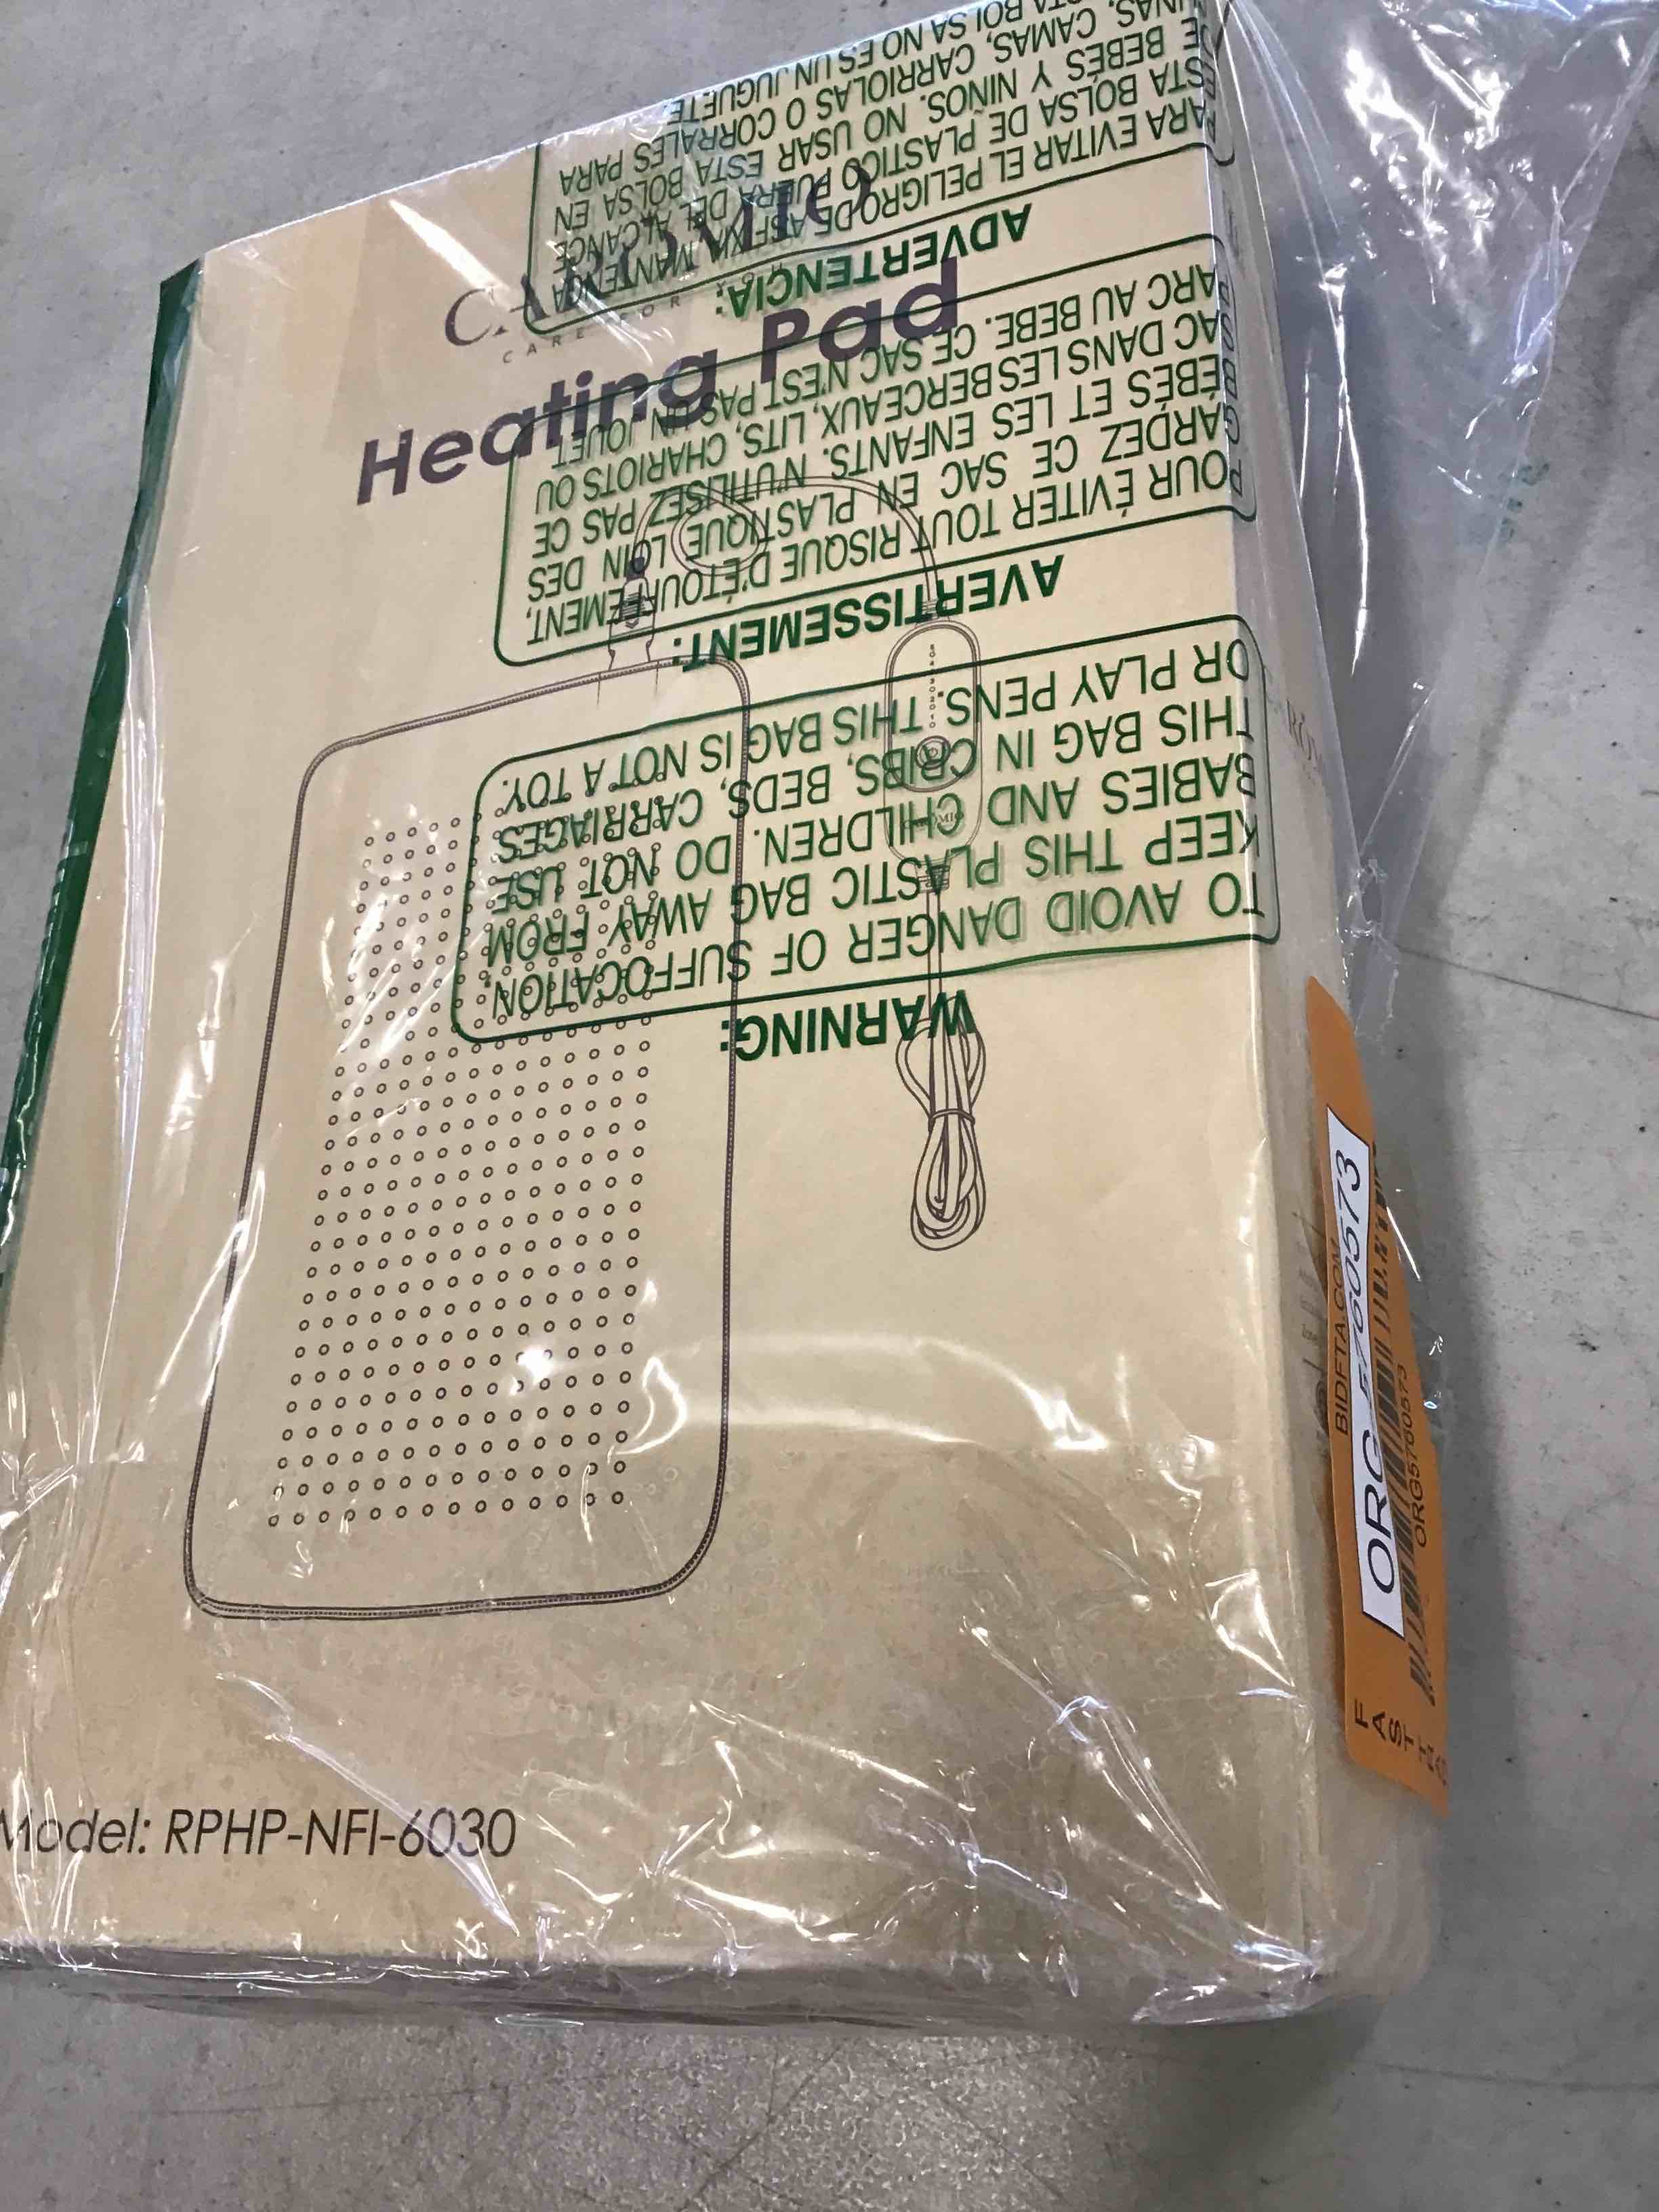 Heating Pad
Model: RPHP-NFI-6030
WARNING:
TO AVOID DANGER OF SUFFOCATION,
KEEP THIS PLASTIC BAG AWAY FROM
BABIES AND CHILDREN. DO NOT USE
THIS BAG IN CRIBS, BEDS, CARRIAGES
OR PLAY PENS. THIS BAG IS NOT A TOY.
AVERTISSEMENT:
POUR ÉVITER TOUT RISQUE D'ÉTOUFFEMENT,
GARDEZ CE SAC EN PLASTIQUE LOIN DES
BÉBÉS ET LES ENFANTS. N'UTILISEZ PAS CE
SAC DANS LES BERCEAUX, LITS, CHARIOTS OU
PARC AU BEBE. CE SAC N'EST PAS UN JOUET
ADVERTENCIA:
PARA EVITAR EL PELIGRO DE ASFIXIA MANTENGA
ESTA BOLSA DE PLASTICO FUERA DEL ALCANCE
DE BEBÉS Y NIÑOS. NO USAR ESTA BOLSA EN
CAMAS, CARRIOLAS O CORRALES PARA
BOLSA NO ES UN JUGUETE.
BIDFTA.COM
ORG 57600573
ORG57600573